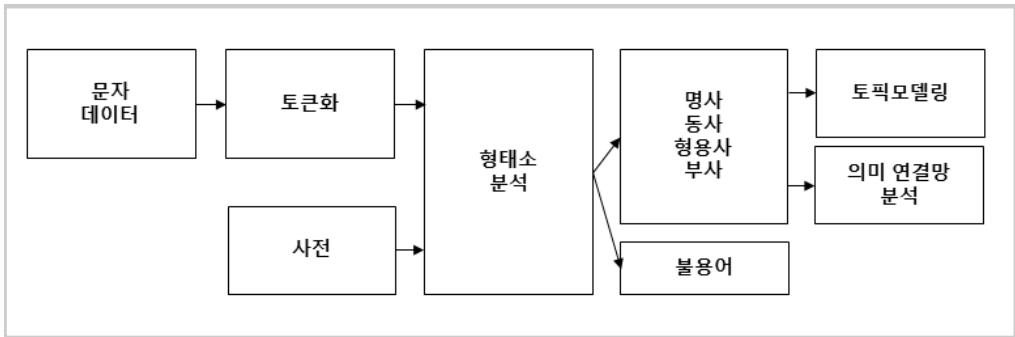 문자
데이터
토큰화
사전
형태소
분석
명사
동사
형용사
부사
불용어
토픽모델링
의미 연결망
분석